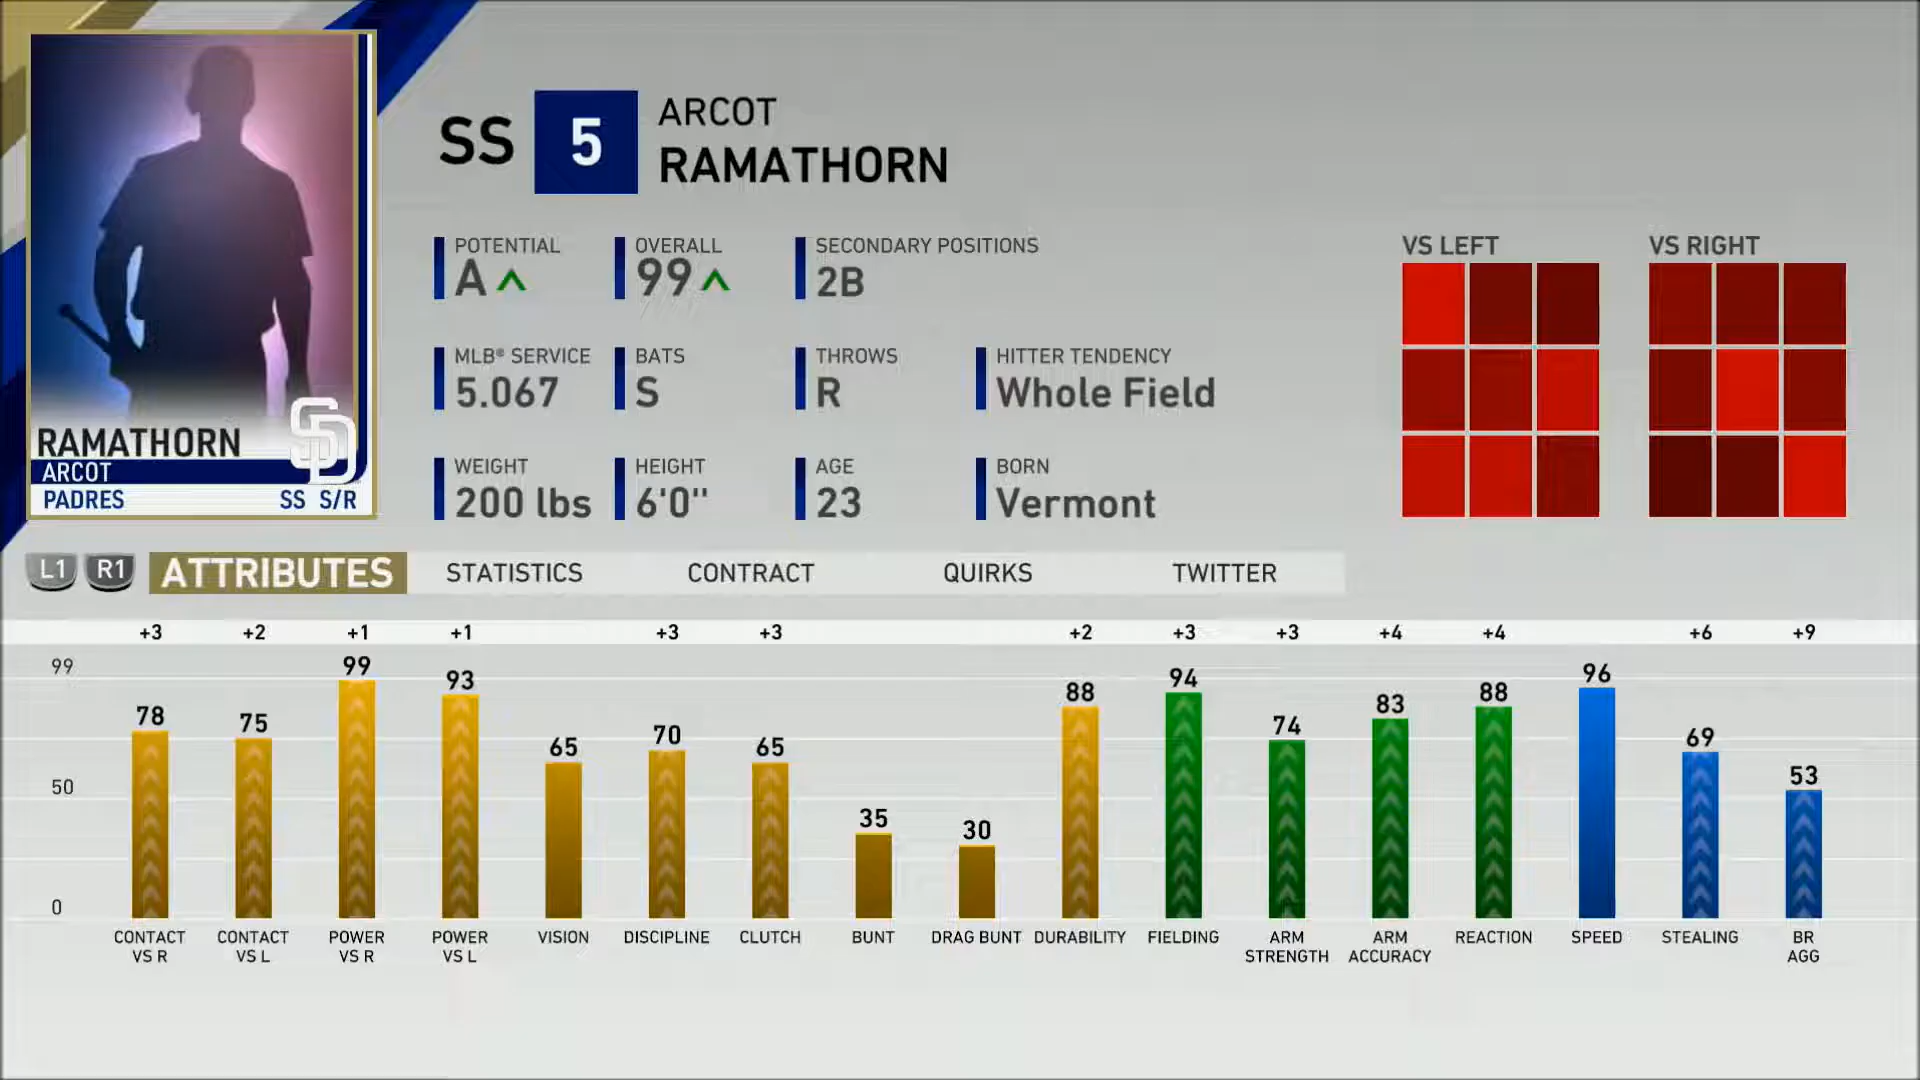 SS 5 ARCOT
RAMATHORN
POTENTIAL OVERALL SECONDARY POSITIONS
A 99 2B
VS LEFT VS RIGHT
MLB® SERVICE BATS THROWS HITTER TENDENCY
5.067 S R Whole Field
WEIGHT HEIGHT AGE BORN
200 lbs 6'0" 23 Vermont
SD
RAMATHORN
ARCOT
PADRES SS S/R
L1 R1 ATTRIBUTES STATISTICS CONTRACT QUIRKS TWITTER
+3 +2 +1 +1 +3 +3 +2 +3 +3 +4 +4 +6 +9
99
50
0
78 75 99 93 65 70 65 35 30 88 94 74 83 88 96 69 53
CONTACT VS R
CONTACT VS L
POWER VS R
POWER VS L
VISION
DISCIPLINE
CLUTCH
BUNT
DRAG BUNT
DURABILITY
FIELDING
ARM STRENGTH
ARM ACCURACY
REACTION
SPEED
STEALING
BR AGG